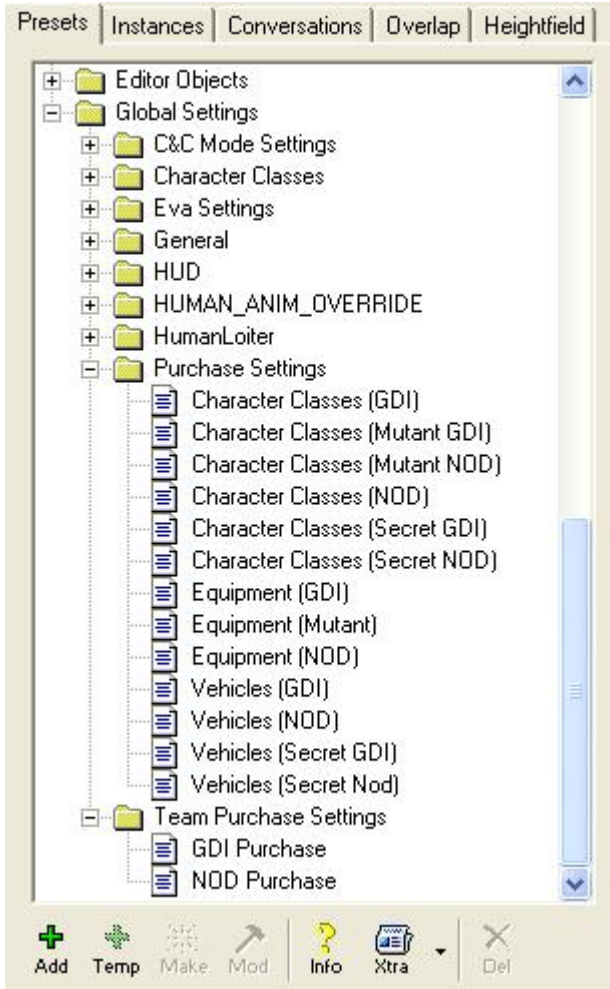 Presets Instances Conversations Overlap Heightfield
Editor Objects
Global Settings
C&C Mode Settings
Character Classes
Eva Settings
General
HUD
HUMAN_ANIM_OVERRIDE
HumanLoiter
Purchase Settings
Character Classes (GDI)
Character Classes (Mutant GDI)
Character Classes (Mutant NOD)
Character Classes (NOD)
Character Classes (Secret GDI)
Character Classes (Secret NOD)
Equipment (GDI)
Equipment (Mutant)
Equipment (NOD)
Vehicles (GDI)
Vehicles (NOD)
Vehicles (Secret GDI)
Vehicles (Secret Nod)
Team Purchase Settings
GDI Purchase
NOD Purchase
Add Temp Make Mod Info Xtra Del